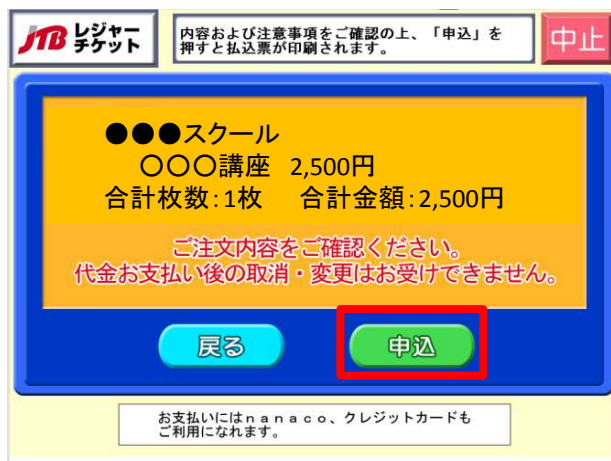 JTB レジャーチケット
内容および注意事項をご確認の上、「申込」を
押すと払込票が印刷されます。
中止
●●●スクール
〇〇〇講座 2,500円
合計枚数:1枚 合計金額:2,500円
ご注文内容をご確認ください。
代金お支払い後の取消・変更はお受けできません。
戻る
申込
お支払いにはｎａｎａｃｏ、クレジットカードも
ご利用になれます。